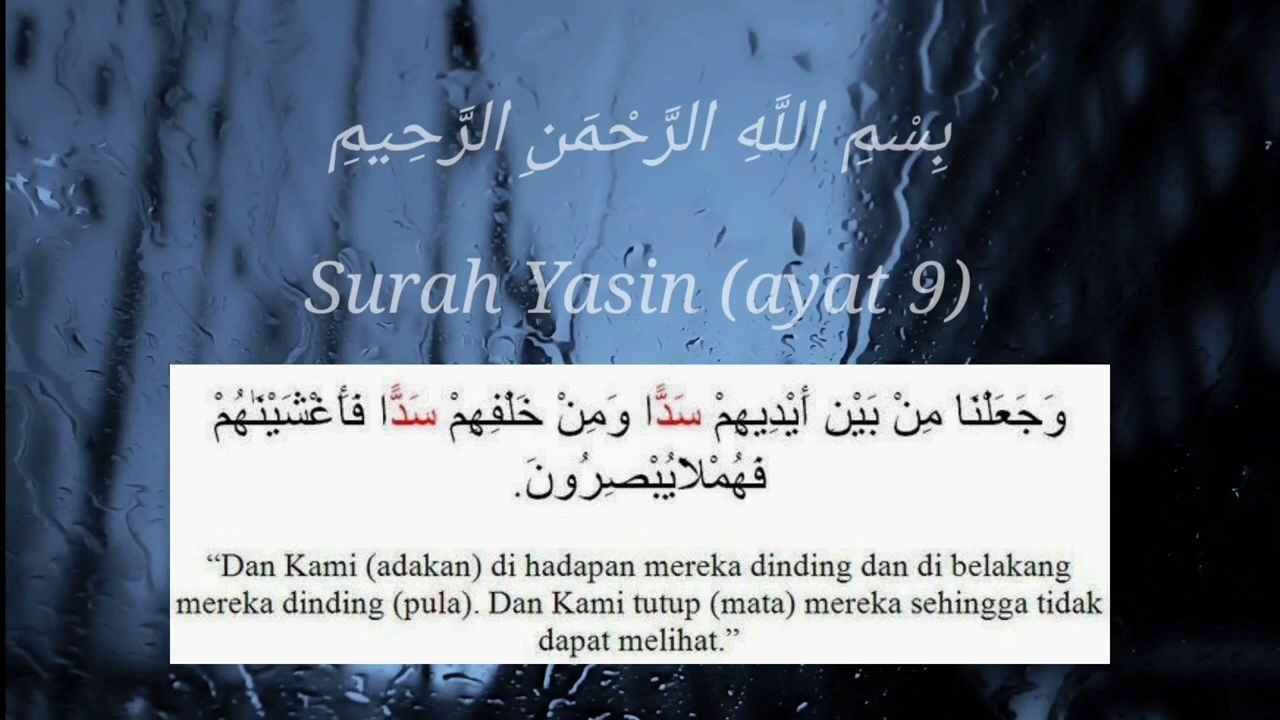 بِسْمِ اللَّهِ الرَّحْمَنِ الرَّحِيمِ
Surah Yasin (ayat 9)
وَجَعَلْنَا مِنْ بَيْن أَيْدِيهِمْ سَدًّا وَمِنْ خَلْفِهِمْ سَدًّا فَأَغْشَيْنَٰهُمْ
فَهُمْلايُبْصِرُونَ.
“Dan Kami (adakan) di hadapan mereka dinding dan di belakang
mereka dinding (pula). Dan Kami tutup (mata) mereka sehingga tidak
dapat melihat.”